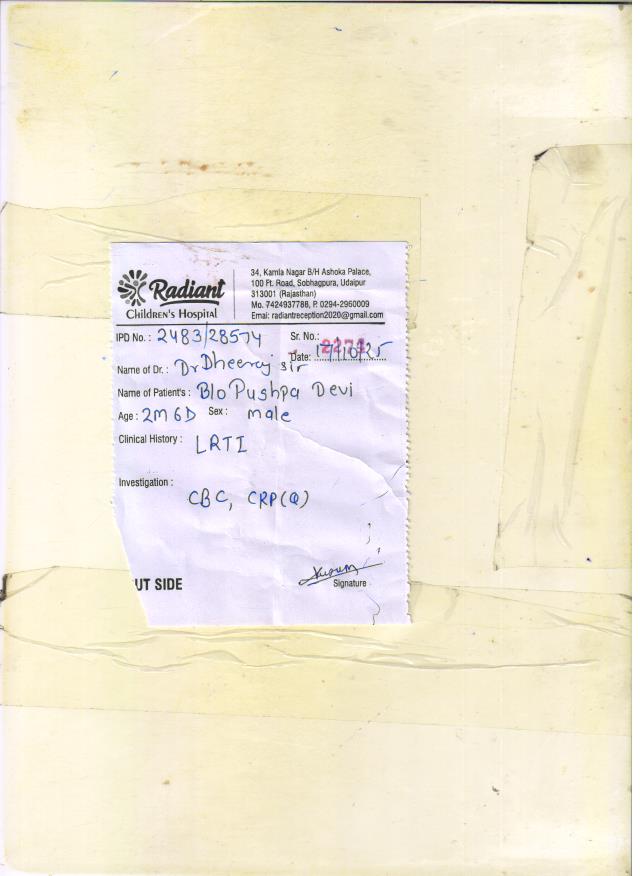 Radiant
CHILDREN'S HOSPITAL
34, Kamla Nagar B/H Ashoka Palace,
100 Ft. Road, Sobhagpura, Udaipur
313001 (Rajasthan)
Mo. 7424937788, P. 0294-2960009
Emai: radiantreception2020@gmail.com
IPD No. : 2483/28574
Sr. No.:
Date: 17/10/25
Name of Dr. : Dr Dheeraj sir
Name of Patient's : B/o Pushpa Devi
Age : 2M 6D Sex : male
Clinical History : LRTI
Investigation :
CBC, CRP(Q)
UT SIDE
Signature